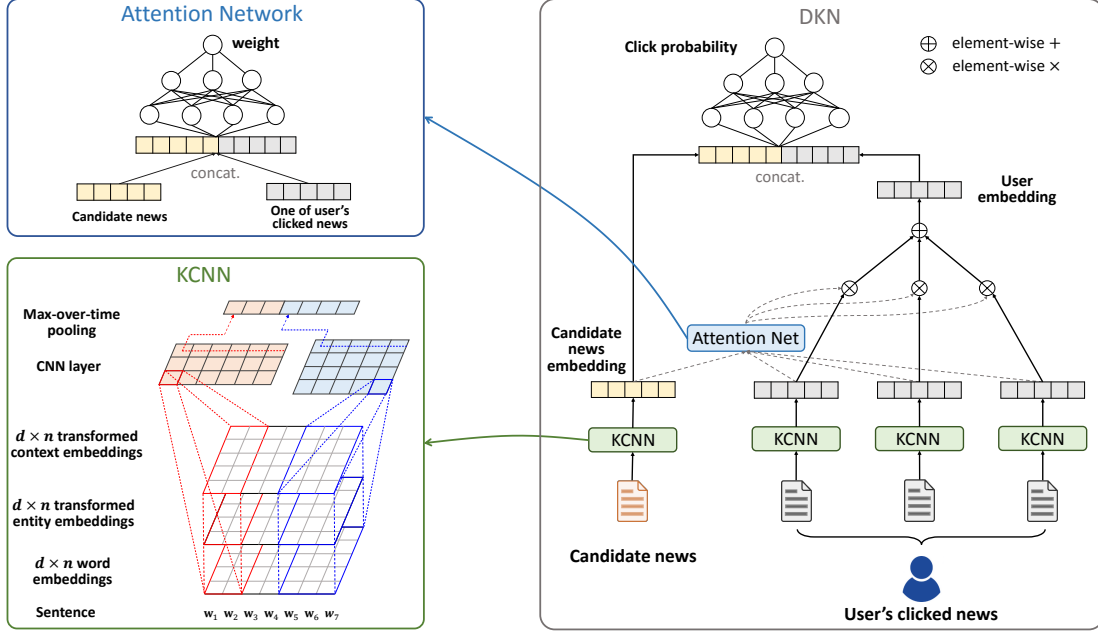 Attention Network
weight
concat.
Candidate news
One of user's
clicked news
KCNN
Max-over-time
pooling
CNN layer
d × n transformed
context embeddings
d × n transformed
entity embeddings
d × n word
embeddings
Sentence
w₁ w₂ w₃ w₄ w₅ w₆ w₇
DKN
Click probability
element-wise +
element-wise ×
concat.
User
embedding
Candidate
news
embedding
Attention Net
KCNN
KCNN
KCNN
KCNN
Candidate news
User's clicked news